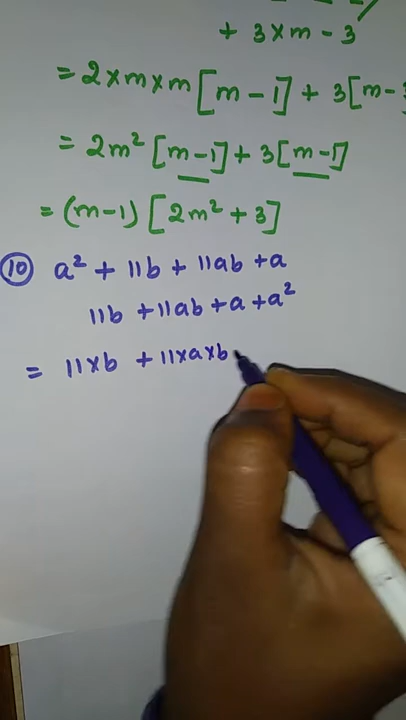 + 3×m - 3
= 2×m×m [m - 1] + 3[m -
= 2m² [m-1] + 3[m-1]
= (m-1) [2m² + 3]
⑩ a² + 11b + 11ab + a
11b + 11ab + a + a²
= 11×b + 11×a×b